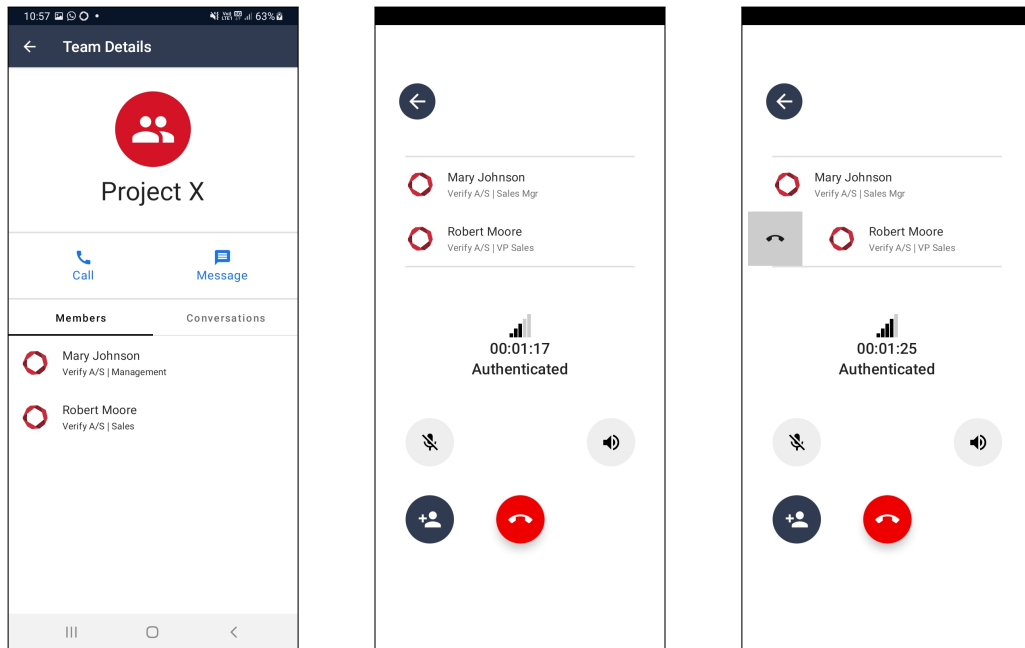 10:57
63%
Team Details
Project X
Call
Message
Members
Conversations
Mary Johnson
Verify A/S | Management
Robert Moore
Verify A/S | Sales
Mary Johnson
Verify A/S | Sales Mgr
Robert Moore
Verify A/S | VP Sales
00:01:17
Authenticated
Mary Johnson
Verify A/S | Sales Mgr
Robert Moore
Verify A/S | VP Sales
00:01:25
Authenticated